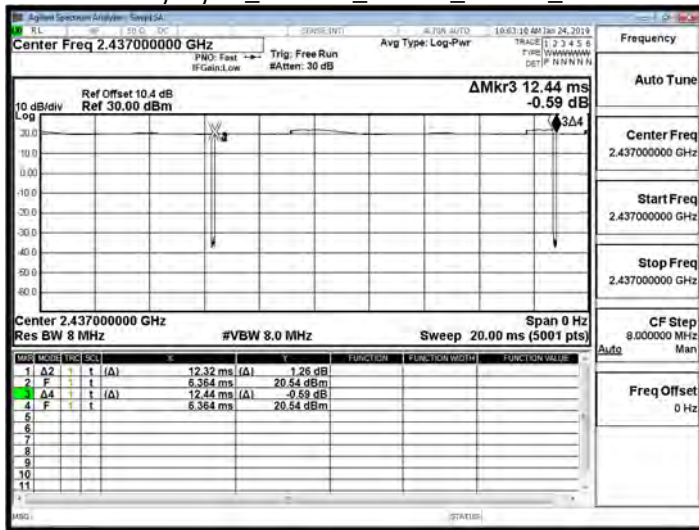 Agilent Spectrum Analyzer - Swept SA
RL RF 50 Ω DC SENSE:INT ALIGN AUTO 10:03:10 AM Jan 24, 2019
Center Freq 2.437000000 GHz
PNO: Fast
IFGain:Low
Trig: Free Run
#Atten: 30 dB
Avg Type: Log-Pwr
TRACE 1 2 3 4 5 6
TYPE WWWWWW
DET P NNNNN
Frequency
Auto Tune
Center Freq
2.437000000 GHz
Start Freq
2.437000000 GHz
Stop Freq
2.437000000 GHz
CF Step
8.000000 MHz
Auto Man
Freq Offset
0 Hz
ΔMkr3 12.44 ms
-0.59 dB
Ref Offset 10.4 dB
10 dB/div Ref 30.00 dBm
Log
20.0
10.0
0.00
-10.0
-20.0
-30.0
-40.0
-50.0
-60.0
3Δ4
Center 2.437000000 GHz Span 0 Hz
Res BW 8 MHz #VBW 8.0 MHz Sweep 20.00 ms (5001 pts)
MKR MODE TRC SCL X Y FUNCTION FUNCTION WIDTH FUNCTION VALUE
1 Δ2 1 t (Δ) 12.32 ms (Δ) 1.26 dB
2 F 1 t 6.364 ms 20.54 dBm
3 Δ4 1 t (Δ) 12.44 ms (Δ) -0.59 dB
4 F 1 t 6.364 ms 20.54 dBm
5
6
7
8
9
10
11
MSG STATUS